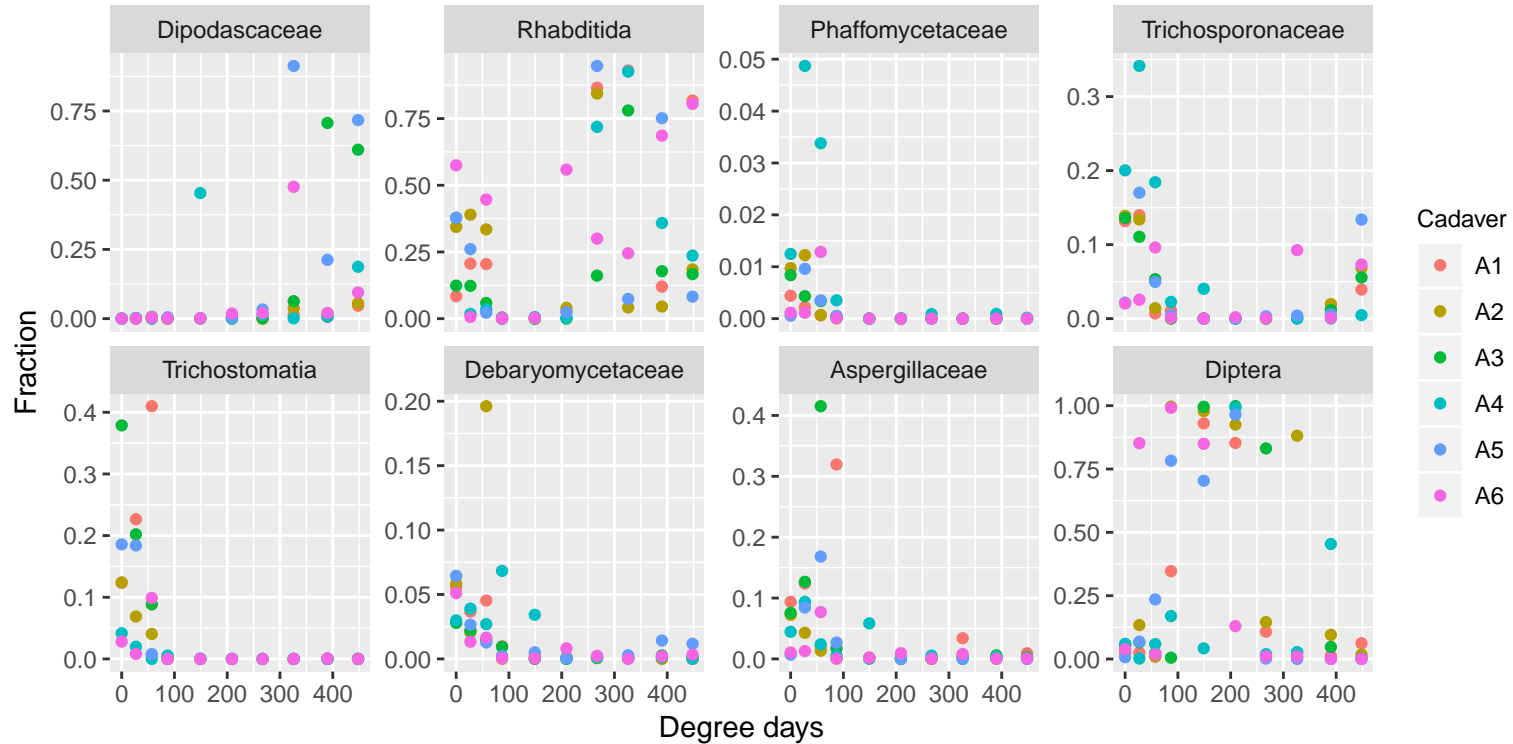 Dipodascaceae Rhabditida Phaffomycetaceae Trichosporonaceae
0.00 0.25 0.50 0.75
0.00 0.25 0.50 0.75
0.00 0.01 0.02 0.03 0.04 0.05
0.0 0.1 0.2 0.3
Trichostomatia Debaryomycetaceae Aspergillaceae Diptera
0.0 0.1 0.2 0.3 0.4
0.00 0.05 0.10 0.15 0.20
0.0 0.1 0.2 0.3 0.4
0.00 0.25 0.50 0.75 1.00
0 100 200 300 400 0 100 200 300 400 0 100 200 300 400 0 100 200 300 400
Degree days
Fraction
Cadaver
A1
A2
A3
A4
A5
A6